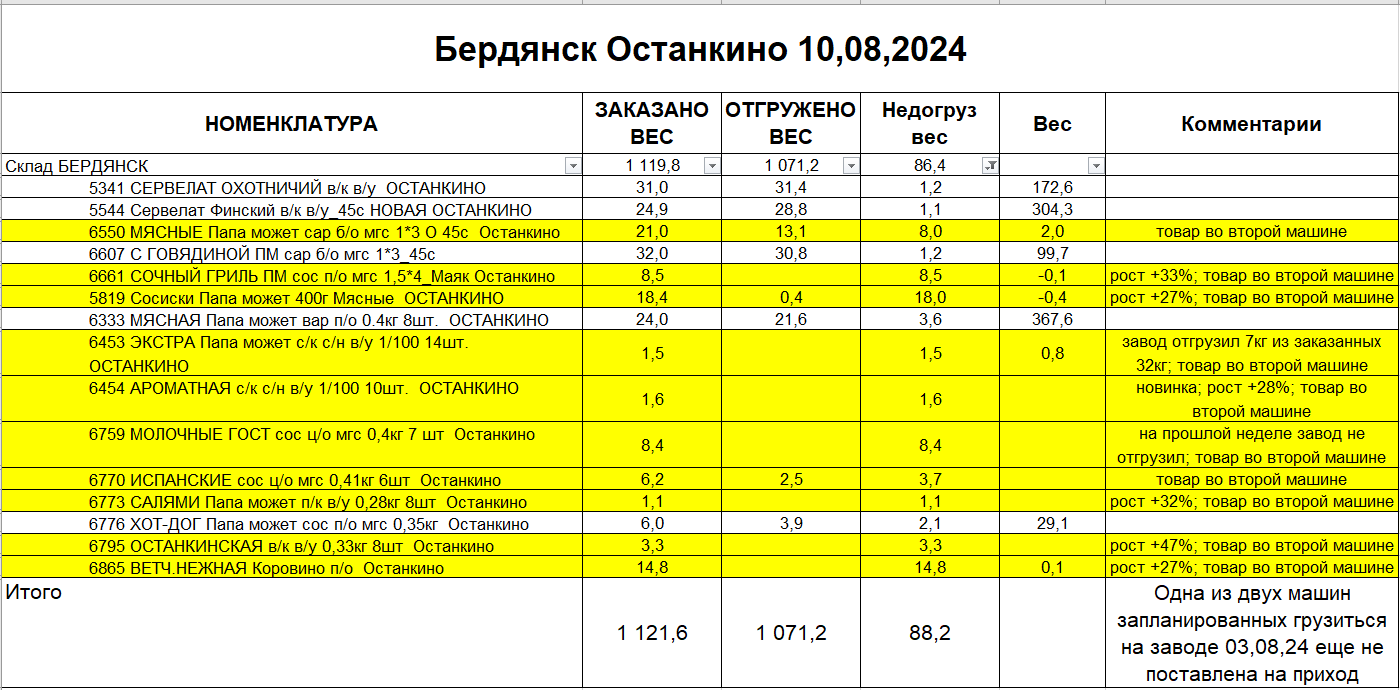 Бердянск Останкино 10,08,2024
НОМЕНКЛАТУРА ЗАКАЗАНО ВЕС ОТГРУЖЕНО ВЕС Недогруз вес Вес Комментарии
Склад БЕРДЯНСК 1 119,8 1 071,2 86,4
5341 СЕРВЕЛАТ ОХОТНИЧИЙ в/к в/у ОСТАНКИНО 31,0 31,4 1,2 172,6
5544 Сервелат Финский в/к в/у_45с НОВАЯ ОСТАНКИНО 24,9 28,8 1,1 304,3
6550 МЯСНЫЕ Папа может сар б/о мгс 1*3 О 45с Останкино 21,0 13,1 8,0 2,0 товар во второй машине
6607 С ГОВЯДИНОЙ ПМ сар б/о мгс 1*3_45с 32,0 30,8 1,2 99,7
6661 СОЧНЫЙ ГРИЛЬ ПМ сос п/о мгс 1,5*4_Маяк Останкино 8,5 8,5 -0,1 рост +33%; товар во второй машине
5819 Сосиски Папа может 400г Мясные ОСТАНКИНО 18,4 0,4 18,0 -0,4 рост +27%; товар во второй машине
6333 МЯСНАЯ Папа может вар п/о 0.4кг 8шт. ОСТАНКИНО 24,0 21,6 3,6 367,6
6453 ЭКСТРА Папа может с/к с/н в/у 1/100 14шт.
ОСТАНКИНО 1,5 1,5 0,8 завод отгрузил 7кг из заказанных
32кг; товар во второй машине
6454 АРОМАТНАЯ с/к с/н в/у 1/100 10шт. ОСТАНКИНО 1,6 1,6 новинка; рост +28%; товар во
второй машине
6759 МОЛОЧНЫЕ ГОСТ сос ц/о мгс 0,4кг 7 шт Останкино 8,4 8,4 на прошлой неделе завод не
отгрузил; товар во второй машине
6770 ИСПАНСКИЕ сос ц/о мгс 0,41кг 6шт Останкино 6,2 2,5 3,7 товар во второй машине
6773 САЛЯМИ Папа может п/к в/у 0,28кг 8шт Останкино 1,1 1,1 рост +32%; товар во второй машине
6776 ХОТ-ДОГ Папа может сос п/о мгс 0,35кг Останкино 6,0 3,9 2,1 29,1
6795 ОСТАНКИНСКАЯ в/к в/у 0,33кг 8шт Останкино 3,3 3,3 рост +47%; товар во второй машине
6865 ВЕТЧ.НЕЖНАЯ Коровино п/о Останкино 14,8 14,8 0,1 рост +27%; товар во второй машине
Итого 1 121,6 1 071,2 88,2 Одна из двух машин
запланированных грузиться
на заводе 03,08,24 еще не
поставлена на приход